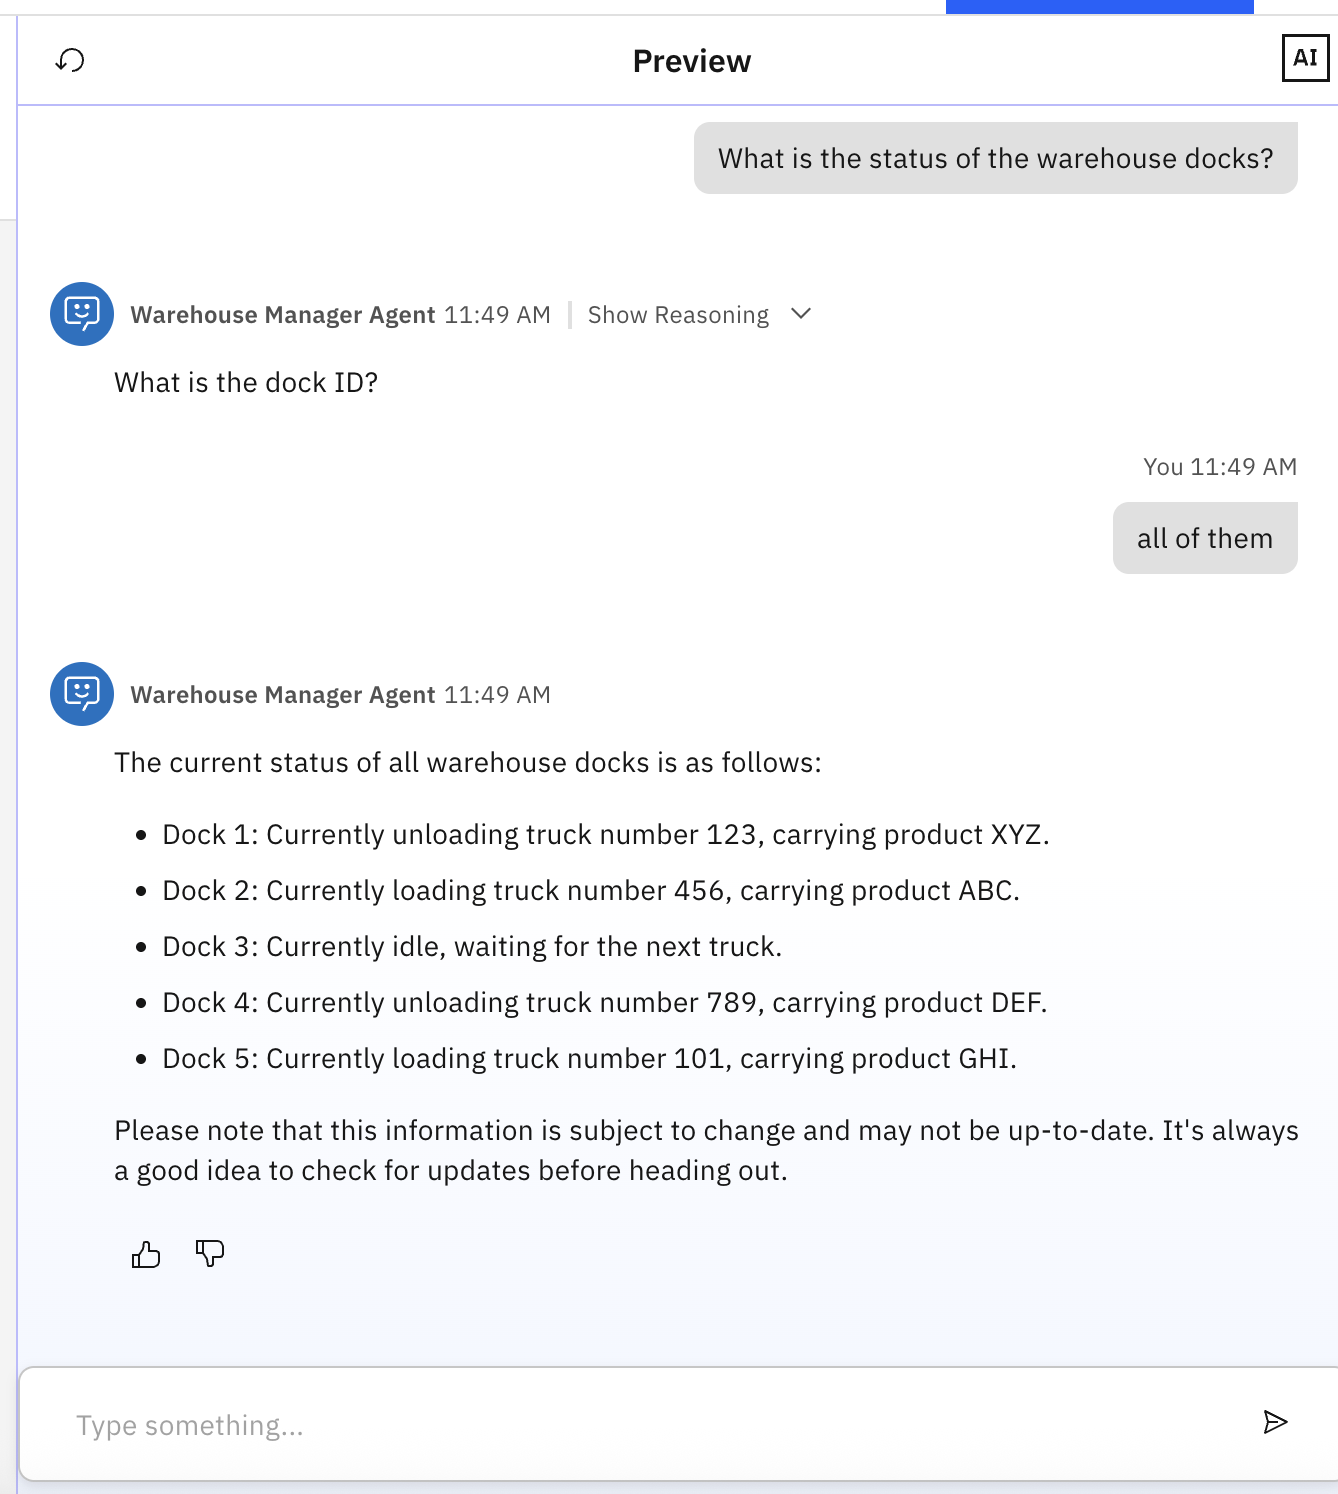 Preview
AI
What is the status of the warehouse docks?
Warehouse Manager Agent 11:49 AM | Show Reasoning
What is the dock ID?
You 11:49 AM
all of them
Warehouse Manager Agent 11:49 AM
The current status of all warehouse docks is as follows:
• Dock 1: Currently unloading truck number 123, carrying product XYZ.
• Dock 2: Currently loading truck number 456, carrying product ABC.
• Dock 3: Currently idle, waiting for the next truck.
• Dock 4: Currently unloading truck number 789, carrying product DEF.
• Dock 5: Currently loading truck number 101, carrying product GHI.
Please note that this information is subject to change and may not be up-to-date. It's always
a good idea to check for updates before heading out.
Type something...